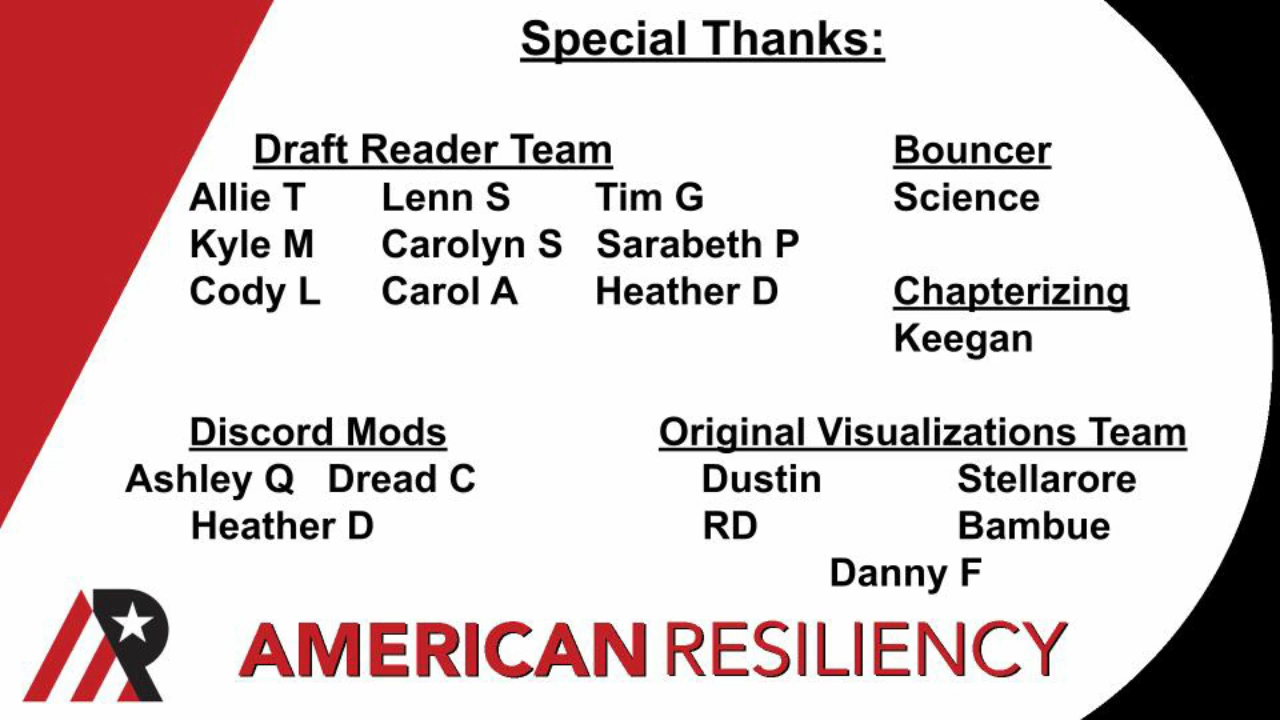 Special Thanks:
Draft Reader Team
Allie T Lenn S Tim G
Kyle M Carolyn S Sarabeth P
Cody L Carol A Heather D
Bouncer
Science
Chapterizing
Keegan
Discord Mods
Ashley Q Dread C
Heather D
Original Visualizations Team
Dustin Stellarore
RD Bambue
Danny F
AR
AMERICAN RESILIENCY